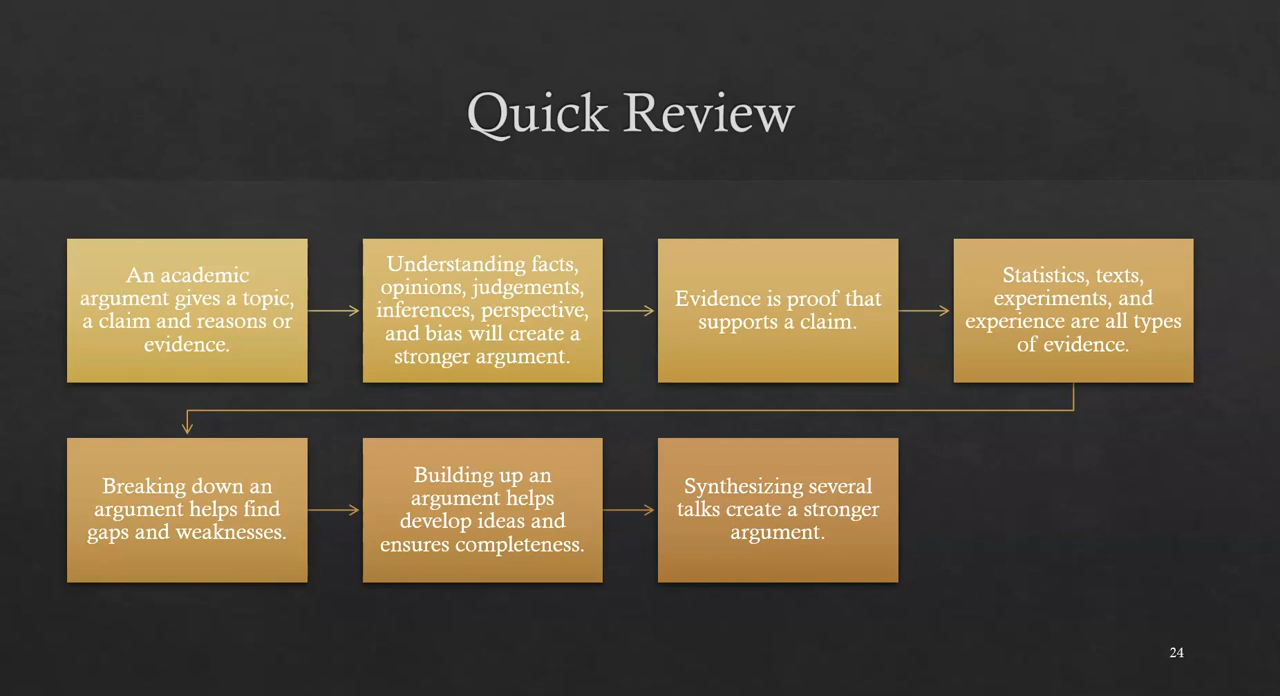 Quick Review
An academic
argument gives a topic,
a claim and reasons or
evidence.
Understanding facts,
opinions, judgements,
inferences, perspective,
and bias will create a
stronger argument.
Evidence is proof that
supports a claim.
Statistics, texts,
experiments, and
experience are all types
of evidence.
Breaking down an
argument helps find
gaps and weaknesses.
Building up an
argument helps
develop ideas and
ensures completeness.
Synthesizing several
talks create a stronger
argument.
24